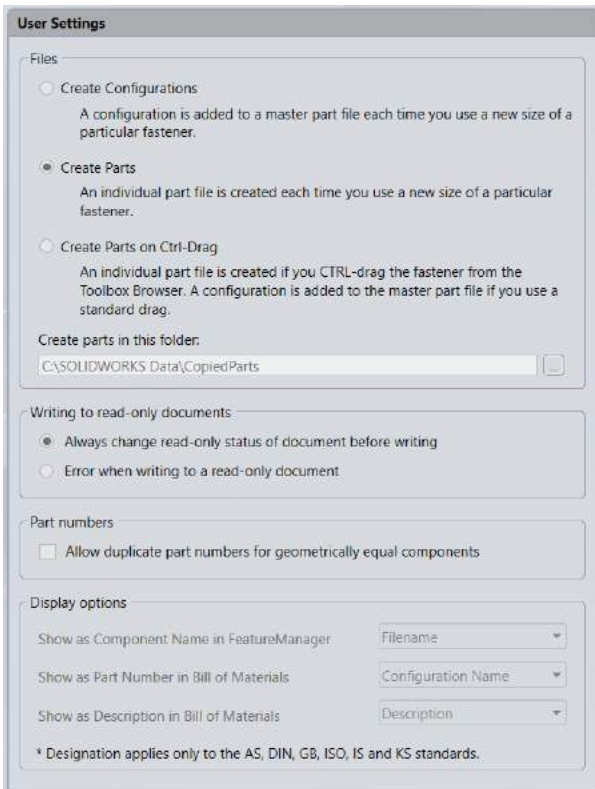 User Settings
Files
Create Configurations
A configuration is added to a master part file each time you use a new size of a
particular fastener.
Create Parts
An individual part file is created each time you use a new size of a particular
fastener.
Create Parts on Ctrl-Drag
An individual part file is created if you CTRL-drag the fastener from the
Toolbox Browser. A configuration is added to the master part file if you use a
standard drag.
Create parts in this folder:
C:\SOLIDWORKS Data\CopiedParts
...
Writing to read-only documents
Always change read-only status of document before writing
Error when writing to a read-only document
Part numbers
Allow duplicate part numbers for geometrically equal components
Display options
Show as Component Name in FeatureManager Filename
Show as Part Number in Bill of Materials Configuration Name
Show as Description in Bill of Materials Description
* Designation applies only to the AS, DIN, GB, ISO, IS and KS standards.